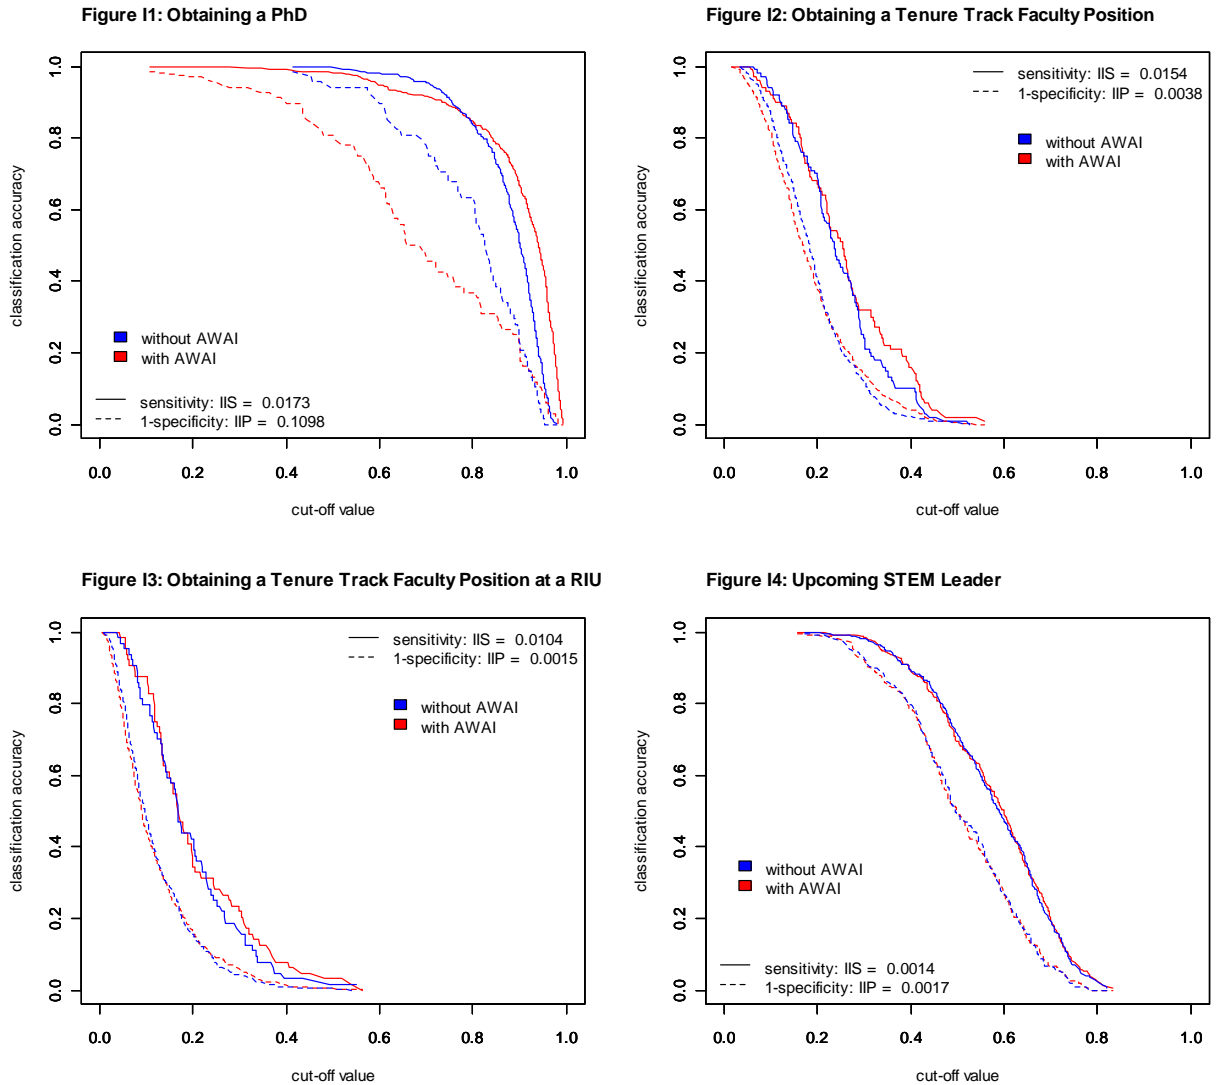 Figure I1: Obtaining a PhD
classification accuracy
0.0 0.2 0.4 0.6 0.8 1.0
without AWAI
with AWAI
sensitivity: IIS = 0.0173
1-specificity: IIP = 0.1098
0.0 0.2 0.4 0.6 0.8 1.0
cut-off value
Figure I2: Obtaining a Tenure Track Faculty Position
classification accuracy
0.0 0.2 0.4 0.6 0.8 1.0
sensitivity: IIS = 0.0154
1-specificity: IIP = 0.0038
without AWAI
with AWAI
0.0 0.2 0.4 0.6 0.8 1.0
cut-off value
Figure I3: Obtaining a Tenure Track Faculty Position at a RIU
classification accuracy
0.0 0.2 0.4 0.6 0.8 1.0
sensitivity: IIS = 0.0104
1-specificity: IIP = 0.0015
without AWAI
with AWAI
0.0 0.2 0.4 0.6 0.8 1.0
cut-off value
Figure I4: Upcoming STEM Leader
classification accuracy
0.0 0.2 0.4 0.6 0.8 1.0
without AWAI
with AWAI
sensitivity: IIS = 0.0014
1-specificity: IIP = 0.0017
0.0 0.2 0.4 0.6 0.8 1.0
cut-off value